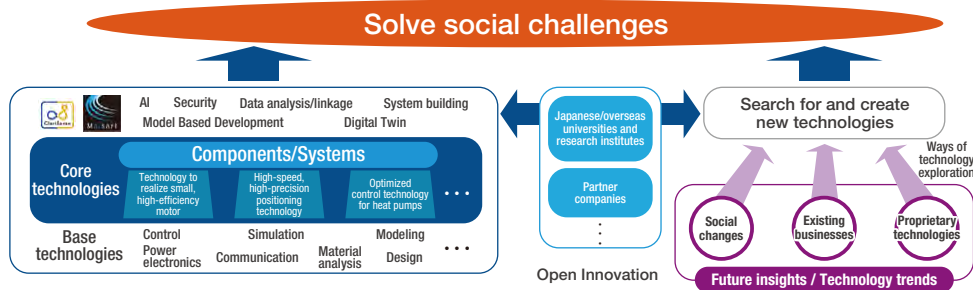 Solve social challenges
AI Security Data analysis/linkage System building
Model Based Development Digital Twin
Components/Systems
Core
technologies
Technology to
realize small,
high-efficiency
motor
High-speed,
high-precision
positioning
technology
Optimized
control technology
for heat pumps
• • •
Base
technologies
Control Simulation Modeling
Power
electronics
Communication
Material
analysis
Design
• • •
Japanese/overseas
universities and
research institutes
Partner
companies
Open Innovation
Search for and create
new technologies
Ways of
technology
exploration
Social
changes
Existing
businesses
Proprietary
technologies
Future insights / Technology trends